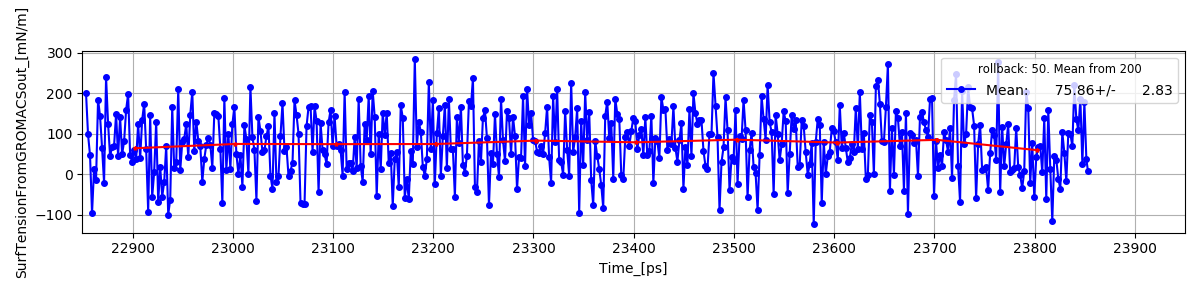 SurfTensionFromGROMACSout_[mN/m]
300
200
100
0
−100
rollback: 50. Mean from 200
Mean: 75.86+/- 2.83
22900 23000 23100 23200 23300 23400 23500 23600 23700 23800 23900
Time_[ps]